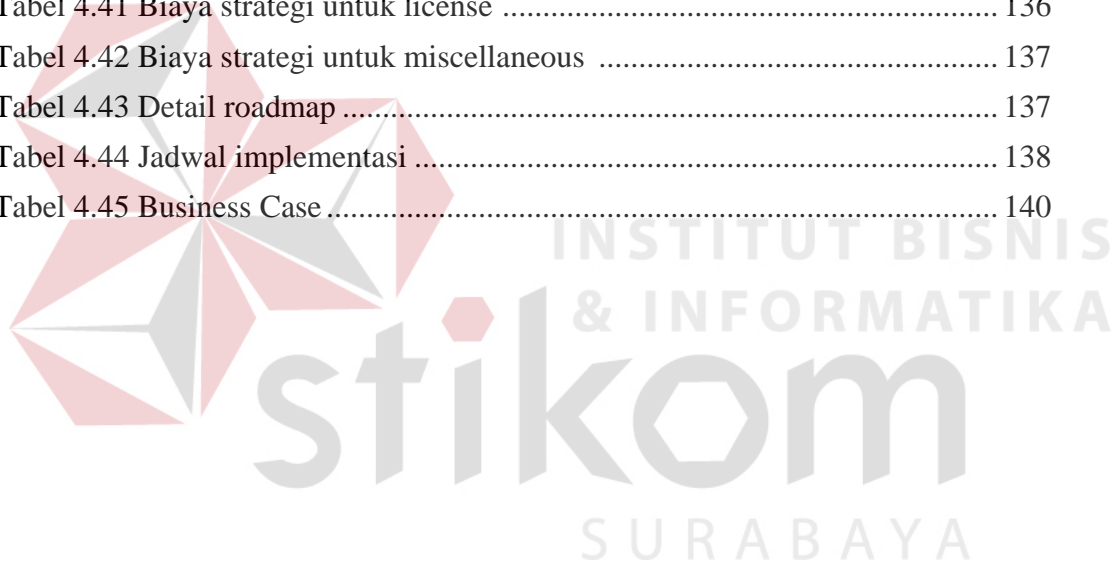 Tabel 4.41 Biaya strategi untuk license ........................................................................ 136
Tabel 4.42 Biaya strategi untuk miscellaneous ......................................................... 137
Tabel 4.43 Detail roadmap ............................................................................................. 137
Tabel 4.44 Jadwal implementasi ................................................................................... 138
Tabel 4.45 Business Case ............................................................................................... 140
INSTITUT BISNIS
& INFORMATIKA
stikom
SURABAYA